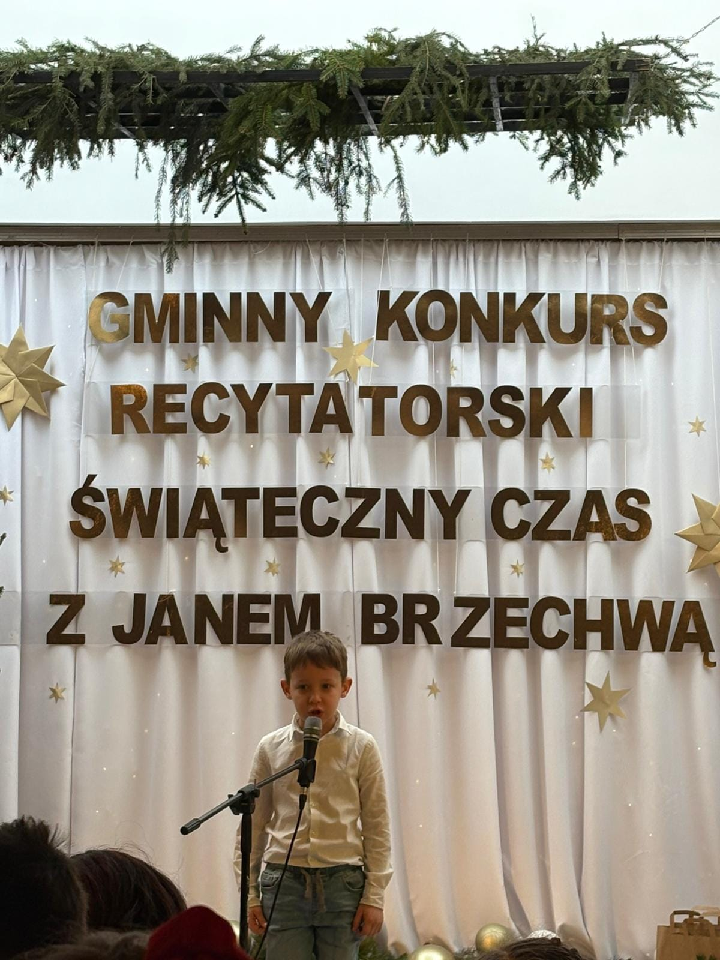 GMINNY KONKURS
RECYTATORSKI
ŚWIĄTECZNY CZAS
Z JANEM BRZECHWĄ